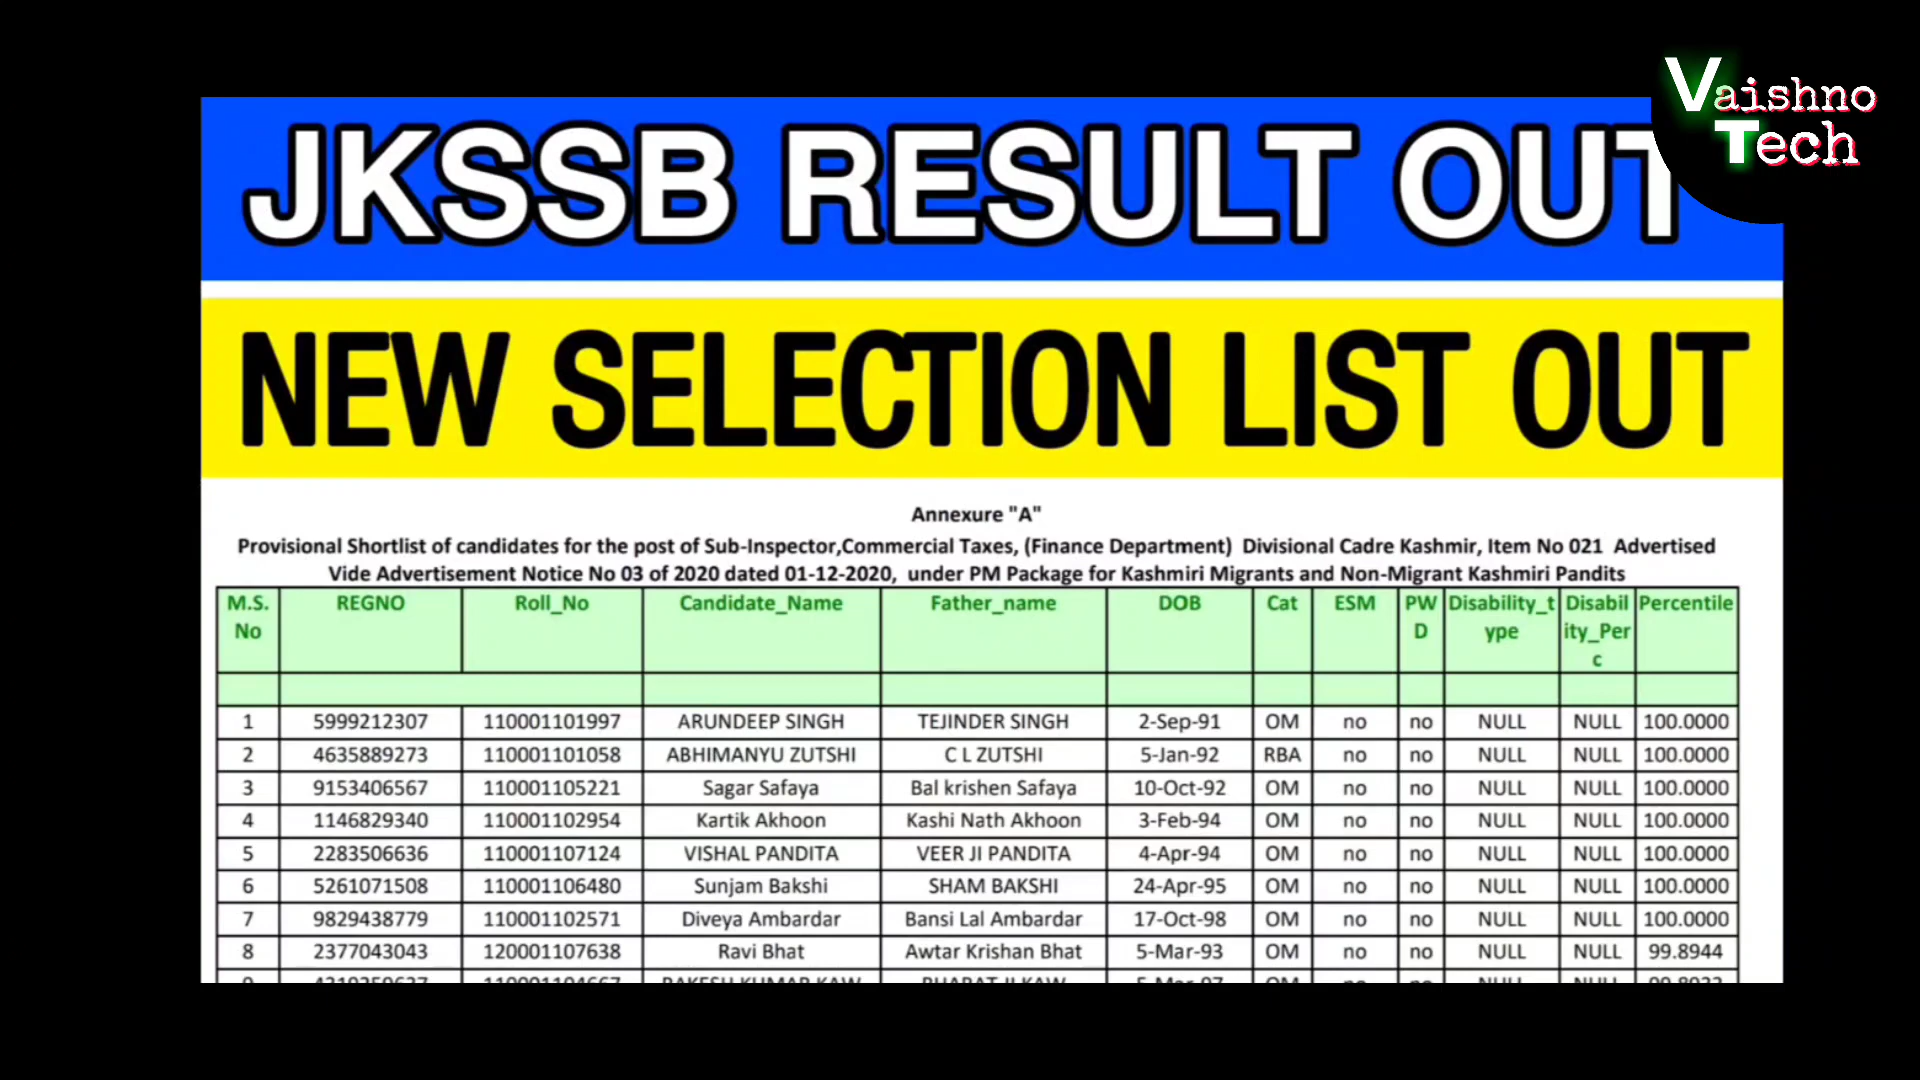 Vaishno
Tech
JKSSB RESULT OUT
NEW SELECTION LIST OUT
Annexure "A"
Provisional Shortlist of candidates for the post of Sub-Inspector,Commercial Taxes, (Finance Department) Divisional Cadre Kashmir, Item No 021 Advertised
Vide Advertisement Notice No 03 of 2020 dated 01-12-2020, under PM Package for Kashmiri Migrants and Non-Migrant Kashmiri Pandits
M.S. No REGNO Roll_No Candidate_Name Father_name DOB Cat ESM PWD Disability_type Disability_Perc Percentile
1 5999212307 110001101997 ARUNDEEP SINGH TEJINDER SINGH 2-Sep-91 OM no no NULL NULL 100.0000
2 4635889273 110001101058 ABHIMANYU ZUTSHI C L ZUTSHI 5-Jan-92 RBA no no NULL NULL 100.0000
3 9153406567 110001105221 Sagar Safaya Bal krishen Safaya 10-Oct-92 OM no no NULL NULL 100.0000
4 1146829340 110001102954 Kartik Akhoon Kashi Nath Akhoon 3-Feb-94 OM no no NULL NULL 100.0000
5 2283506636 110001107124 VISHAL PANDITA VEER JI PANDITA 4-Apr-94 OM no no NULL NULL 100.0000
6 5261071508 110001106480 Sunjam Bakshi SHAM BAKSHI 24-Apr-95 OM no no NULL NULL 100.0000
7 9829438779 110001102571 Diveya Ambardar Bansi Lal Ambardar 17-Oct-98 OM no no NULL NULL 100.0000
8 2377043043 120001107638 Ravi Bhat Awtar Krishan Bhat 5-Mar-93 OM no no NULL NULL 99.8944